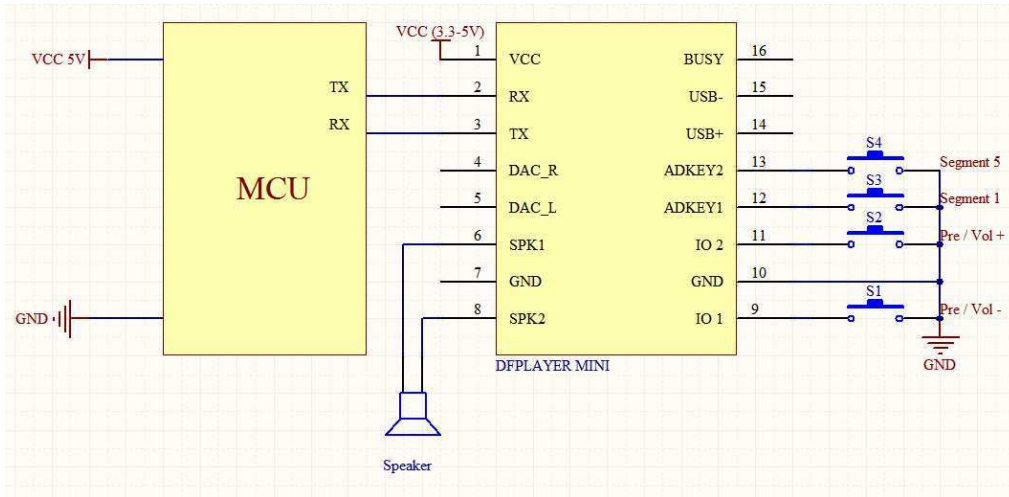 VCC 5V
TX
RX
MCU
GND
VCC (3.3-5V)
1 VCC BUSY 16
2 RX USB- 15
3 TX USB+ 14
4 DAC_R ADKEY2 13
5 DAC_L ADKEY1 12
6 SPK1 IO 2 11
7 GND GND 10
8 SPK2 IO 1 9
DFPLAYER MINI
S4
Segment 5
S3
Segment 1
S2
Pre / Vol +
S1
Pre / Vol -
GND
Speaker